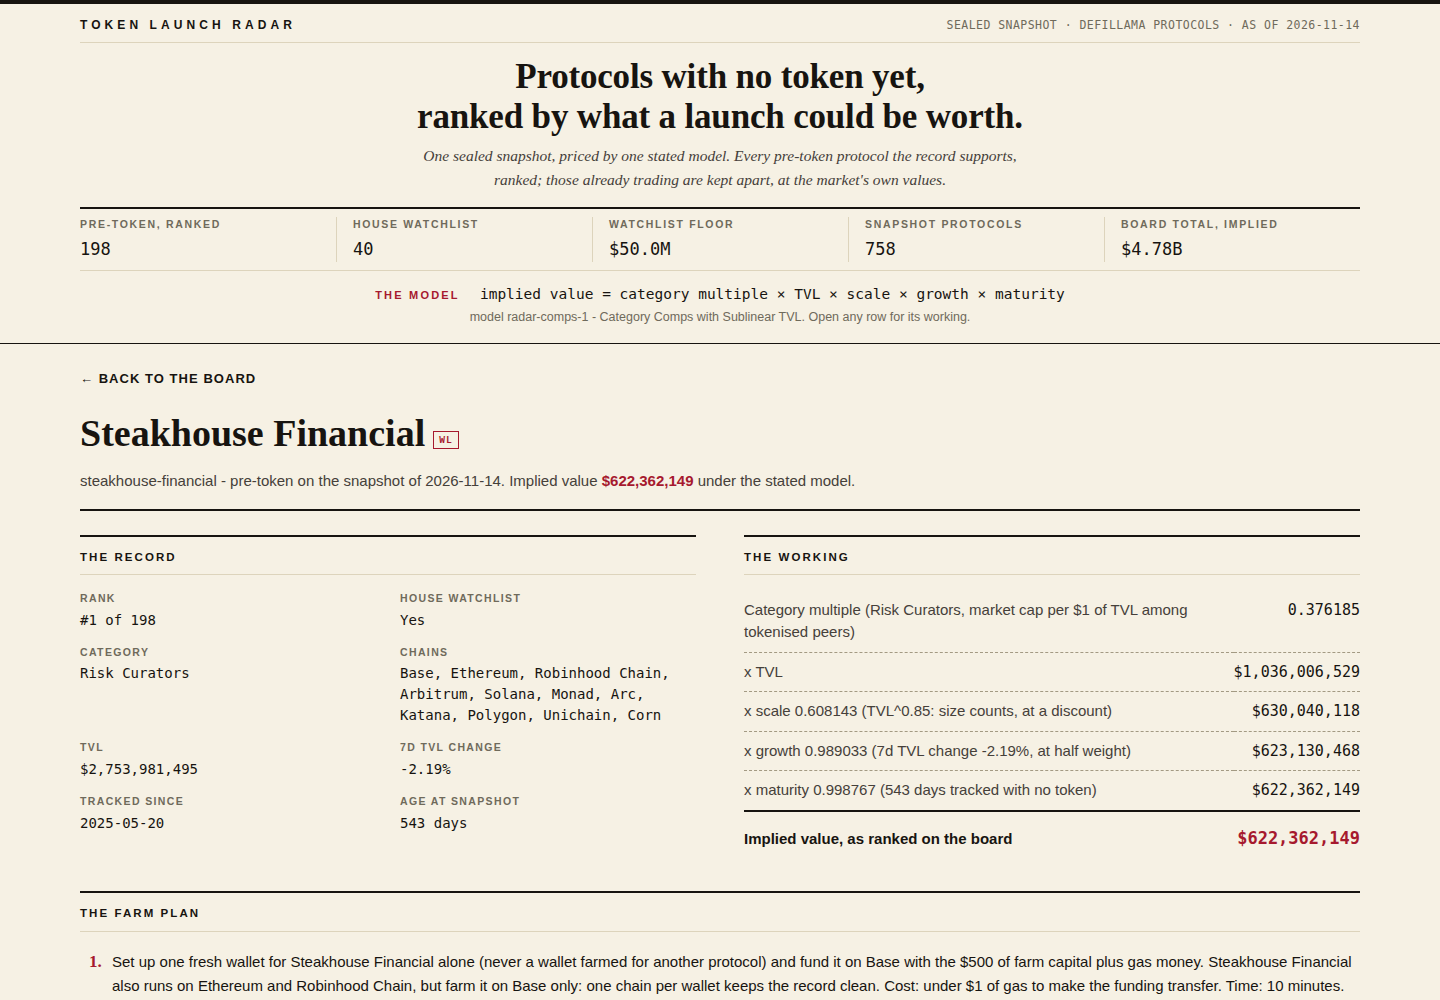 TOKEN LAUNCH RADAR
SEALED SNAPSHOT · DEFILLAMA PROTOCOLS · AS OF 2026-11-14
Protocols with no token yet,
ranked by what a launch could be worth.
One sealed snapshot, priced by one stated model. Every pre-token protocol the record supports,
ranked; those already trading are kept apart, at the market's own values.
PRE-TOKEN, RANKED
198
HOUSE WATCHLIST
40
WATCHLIST FLOOR
$50.0M
SNAPSHOT PROTOCOLS
758
BOARD TOTAL, IMPLIED
$4.78B
THE MODEL implied value = category multiple × TVL × scale × growth × maturity
model radar-comps-1 - Category Comps with Sublinear TVL. Open any row for its working.
← BACK TO THE BOARD
Steakhouse Financial WL
steakhouse-financial - pre-token on the snapshot of 2026-11-14. Implied value $622,362,149 under the stated model.
THE RECORD
RANK
#1 of 198
HOUSE WATCHLIST
Yes
CATEGORY
Risk Curators
CHAINS
Base, Ethereum, Robinhood Chain,
Arbitrum, Solana, Monad, Arc,
Katana, Polygon, Unichain, Corn
TVL
$2,753,981,495
7D TVL CHANGE
-2.19%
TRACKED SINCE
2025-05-20
AGE AT SNAPSHOT
543 days
THE WORKING
Category multiple (Risk Curators, market cap per $1 of TVL among
tokenised peers)
0.376185
x TVL
$1,036,006,529
x scale 0.608143 (TVL^0.85: size counts, at a discount)
$630,040,118
x growth 0.989033 (7d TVL change -2.19%, at half weight)
$623,130,468
x maturity 0.998767 (543 days tracked with no token)
$622,362,149
Implied value, as ranked on the board
$622,362,149
THE FARM PLAN
1. Set up one fresh wallet for Steakhouse Financial alone (never a wallet farmed for another protocol) and fund it on Base with the $500 of farm capital plus gas money. Steakhouse Financial
also runs on Ethereum and Robinhood Chain, but farm it on Base only: one chain per wallet keeps the record clean. Cost: under $1 of gas to make the funding transfer. Time: 10 minutes.